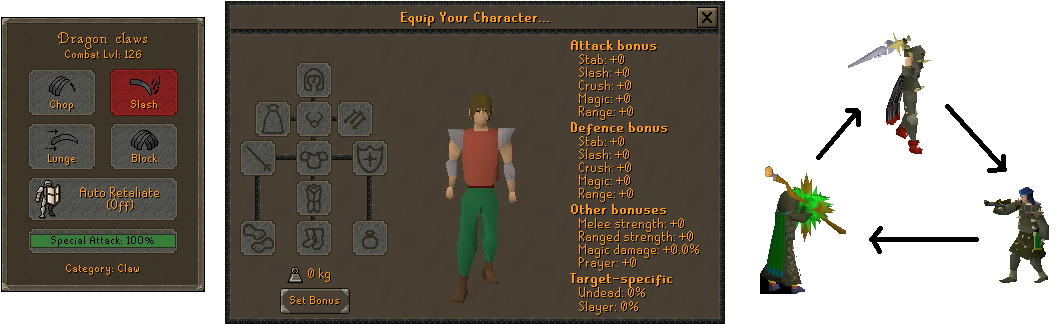 Dragon claws
Combat Lvl: 126
Chop
Slash
Lunge
Block
Auto Retaliate
(Off)
Special Attack: 100%
Category: Claw
Equip Your Character...
Attack bonus
Stab: +0
Slash: +0
Crush: +0
Magic: +0
Range: +0
Defence bonus
Stab: +0
Slash: +0
Crush: +0
Magic: +0
Range: +0
Other bonuses
Melee strength: +0
Ranged strength: +0
Magic damage: +0.0%
Prayer: +0
Target-specific
Undead: 0%
Slayer: 0%
0 kg
Set Bonus